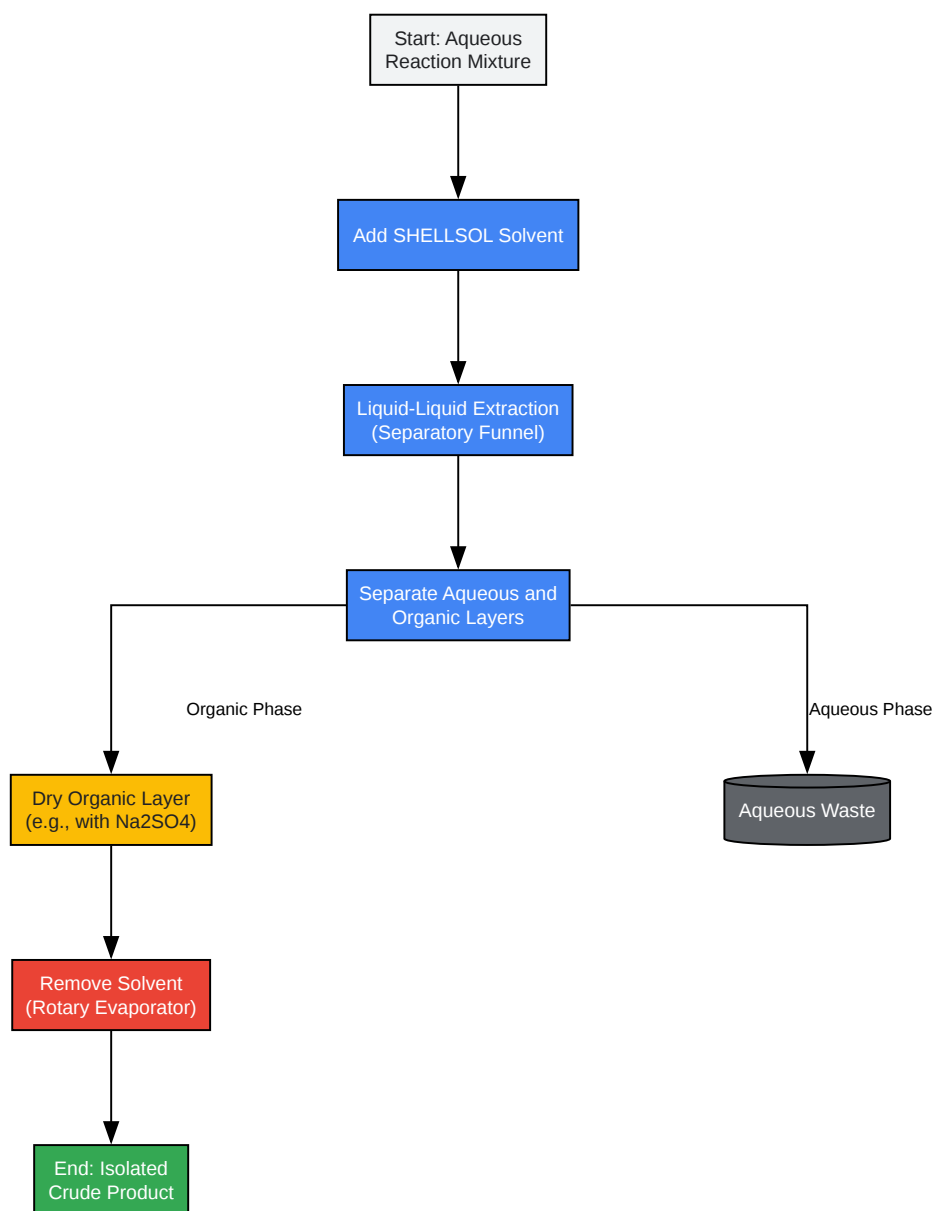 Start: Aqueous
Reaction Mixture
Add SHELLSOL Solvent
Liquid-Liquid Extraction
(Separatory Funnel)
Separate Aqueous and
Organic Layers
Organic Phase
Aqueous Phase
Dry Organic Layer
(e.g., with Na2SO4)
Aqueous Waste
Remove Solvent
(Rotary Evaporator)
End: Isolated
Crude Product